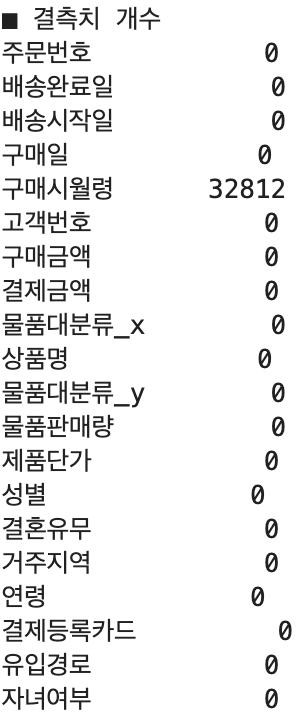 ■ 결측치 개수
주문번호 0
배송완료일 0
배송시작일 0
구매일 0
구매시월령 32812
고객번호 0
구매금액 0
결제금액 0
물품대분류_x 0
상품명 0
물품대분류_y 0
물품판매량 0
제품단가 0
성별 0
결혼유무 0
거주지역 0
연령 0
결제등록카드 0
유입경로 0
자녀여부 0